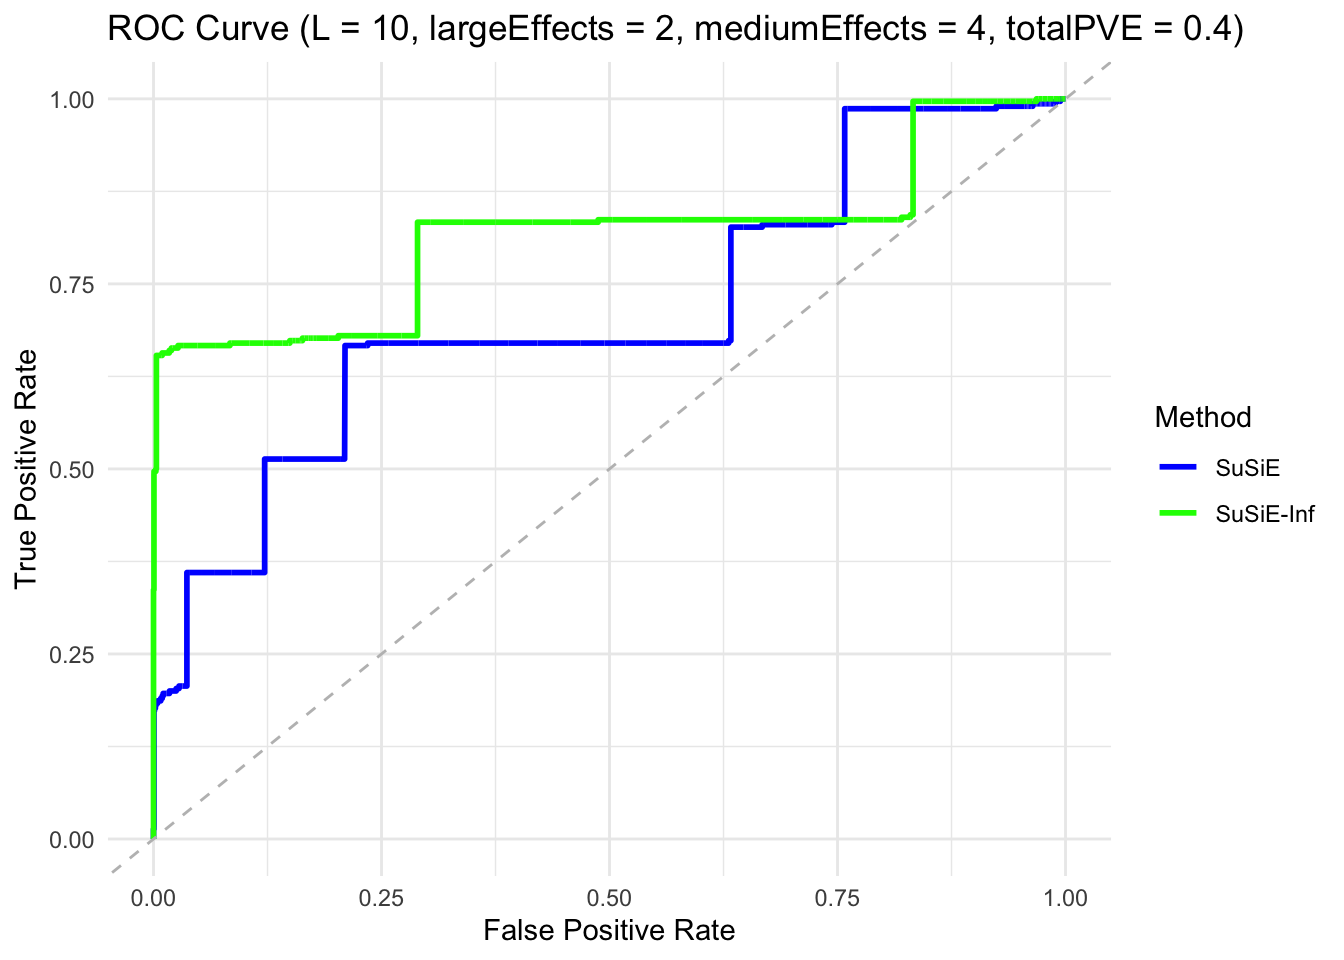 ROC Curve (L = 10, largeEffects = 2, mediumEffects = 4, totalPVE = 0.4)
1.00
0.75
0.50
0.25
0.00
True Positive Rate
0.00 0.25 0.50 0.75 1.00
False Positive Rate
Method
SuSiE
SuSiE-Inf